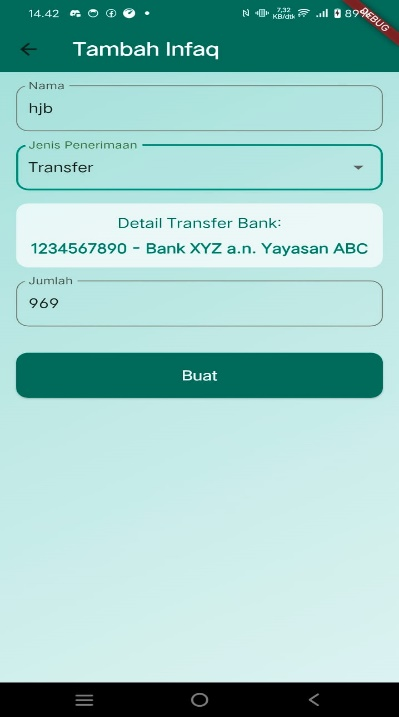 14.42 7,32 KB/dtk 89%
DEBUG
Tambah Infaq
Nama
hjb
Jenis Penerimaan
Transfer
Detail Transfer Bank:
1234567890 - Bank XYZ a.n. Yayasan ABC
Jumlah
969
Buat